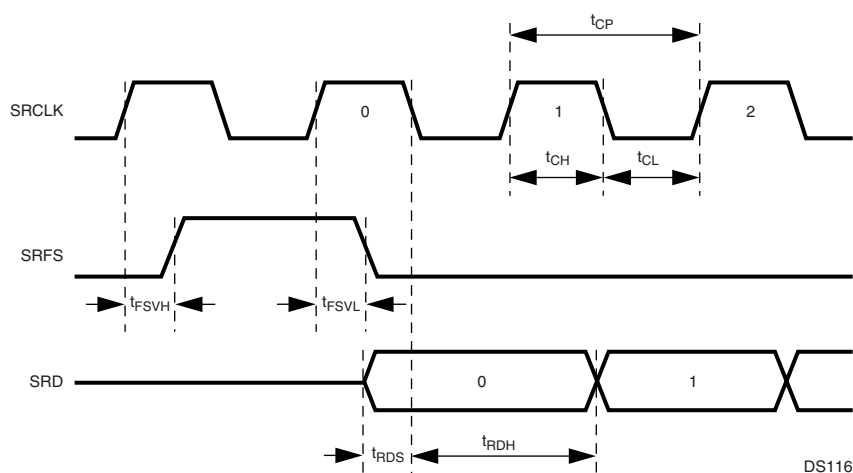 tCP
SRCLK
0
1
2
tCH
tCL
SRFS
tFSVH
tFSVL
SRD
0
1
tRDS
tRDH
DS116